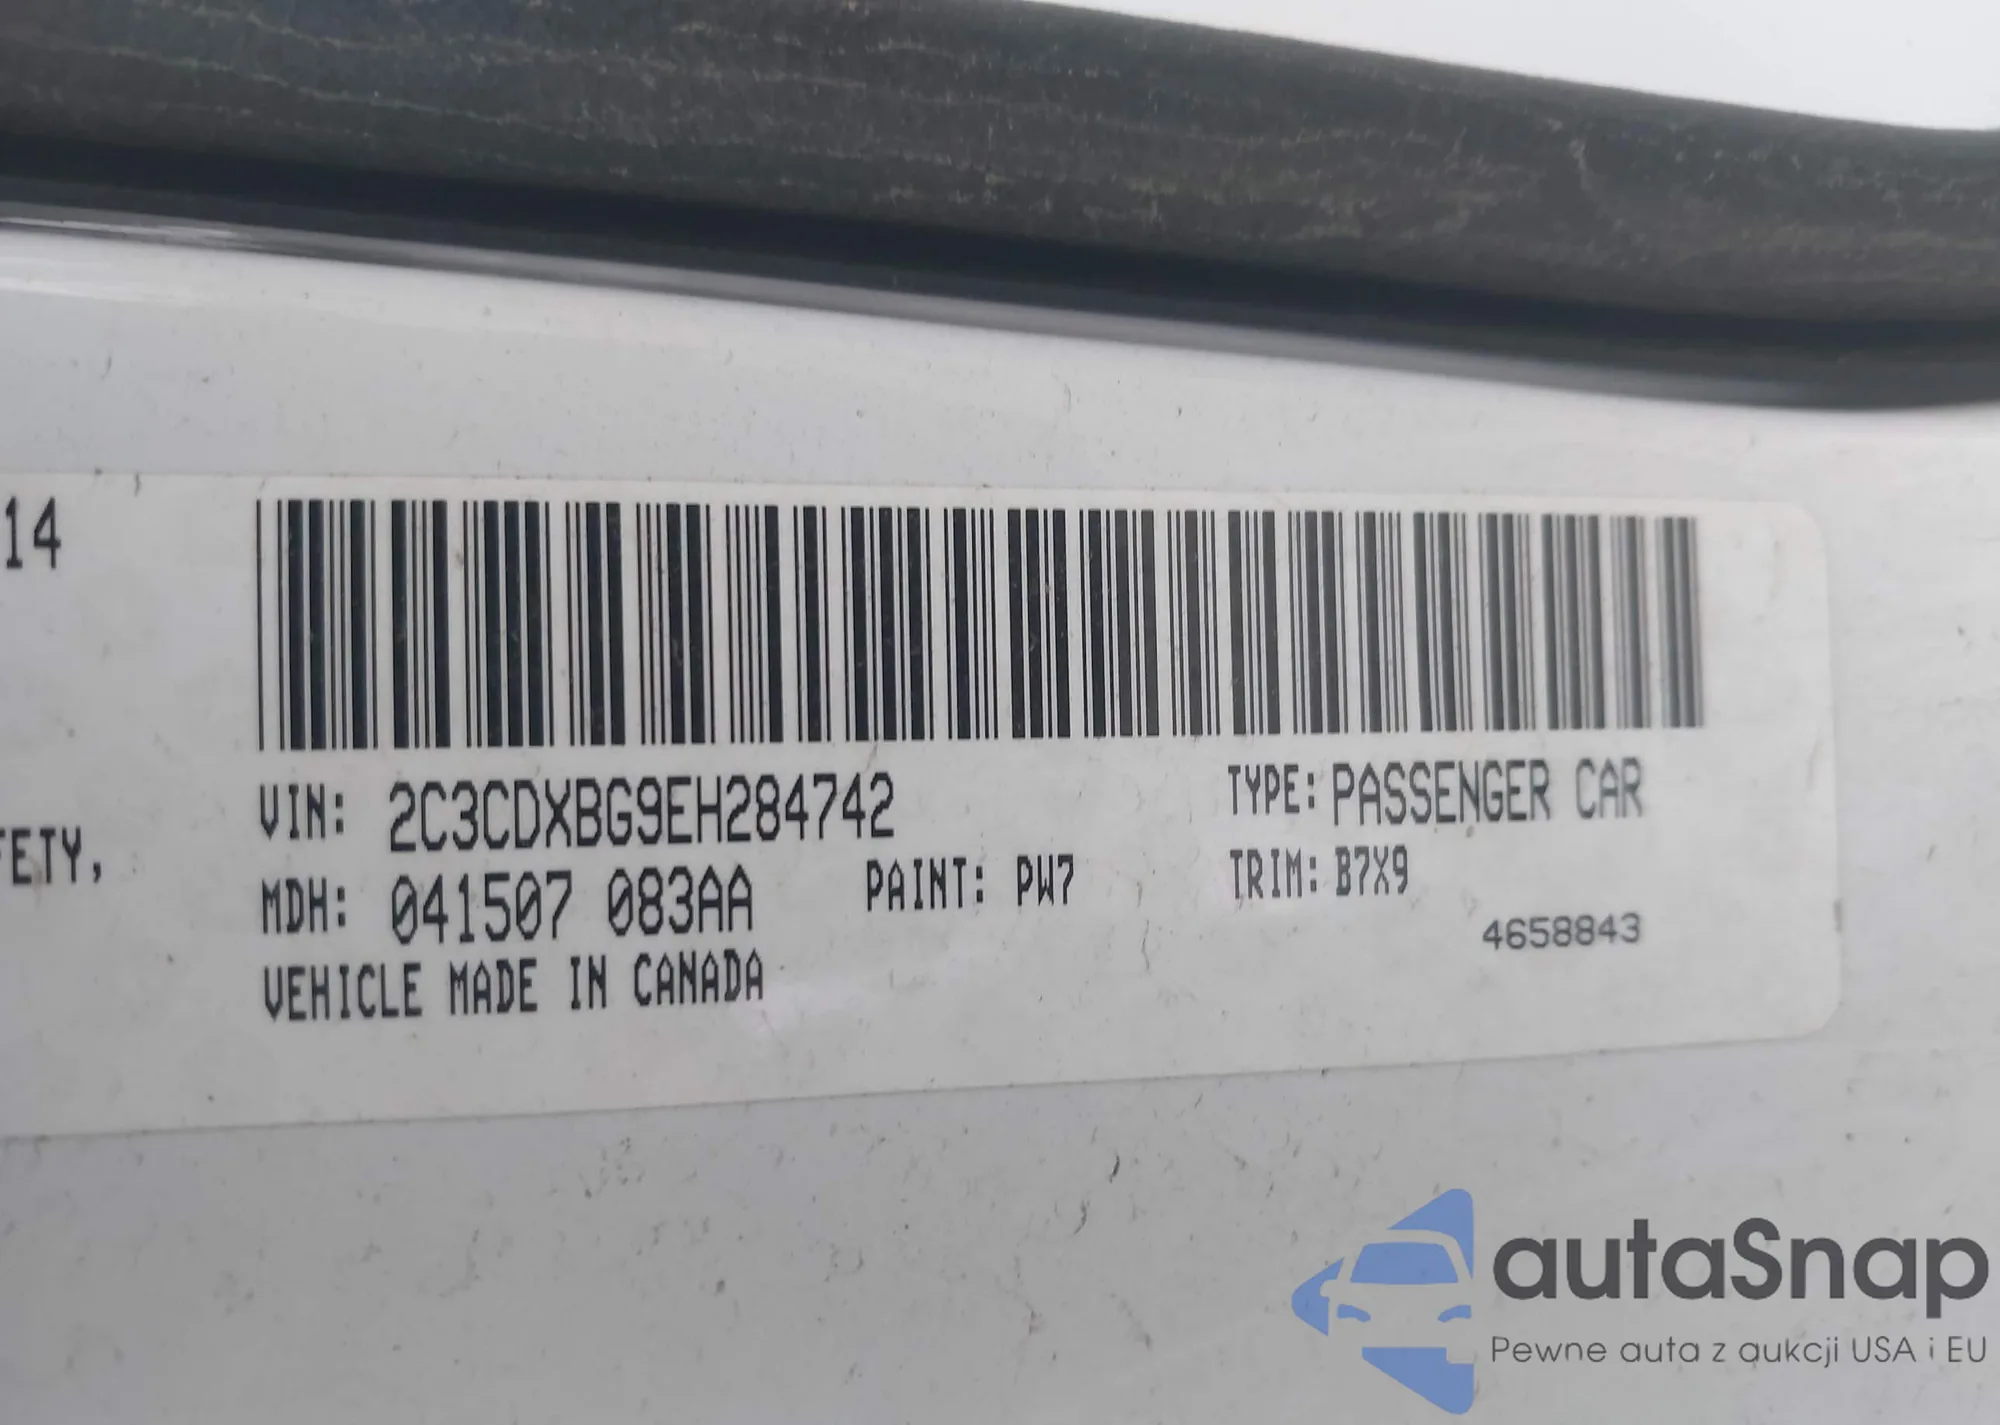 14
FETY,
VIN: 2C3CDXBG9EH284742
TYPE: PASSENGER CAR
MDH: 041507 083AA
PAINT: PW7
TRIM: B7X9
4658843
VEHICLE MADE IN CANADA
autaSnap
Pewne auta z aukcji USA i EU